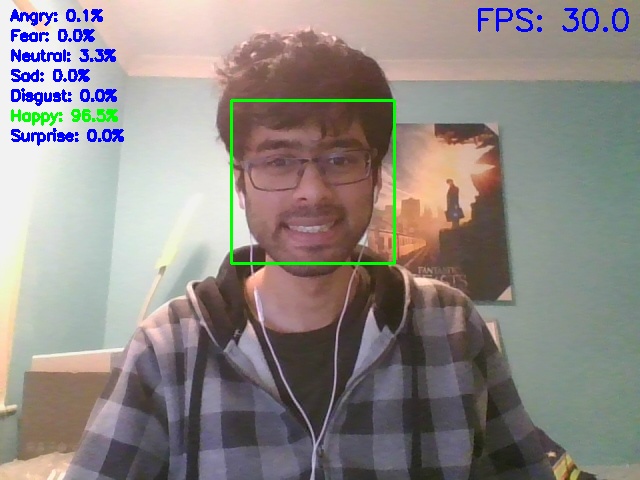 Angry: 0.1%
Fear: 0.0%
Neutral: 3.3%
Sad: 0.0%
Disgust: 0.0%
Happy: 96.5%
Surprise: 0.0%
FPS: 30.0
FANTASTIC
BEASTS